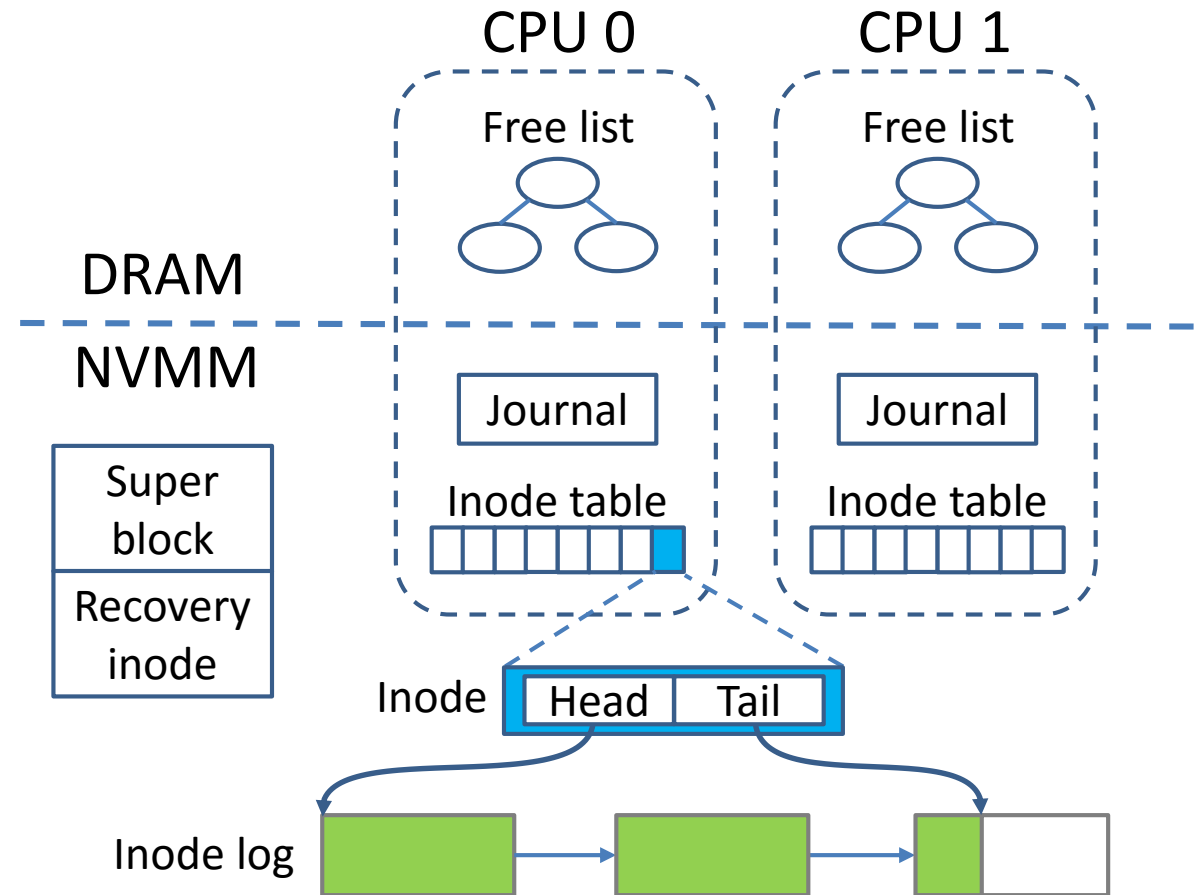 CPU 0
CPU 1
Free list
Free list
DRAM
NVMM
Journal
Journal
Super
block
Recovery
inode
Inode table
Inode table
Inode
Head
Tail
Inode log